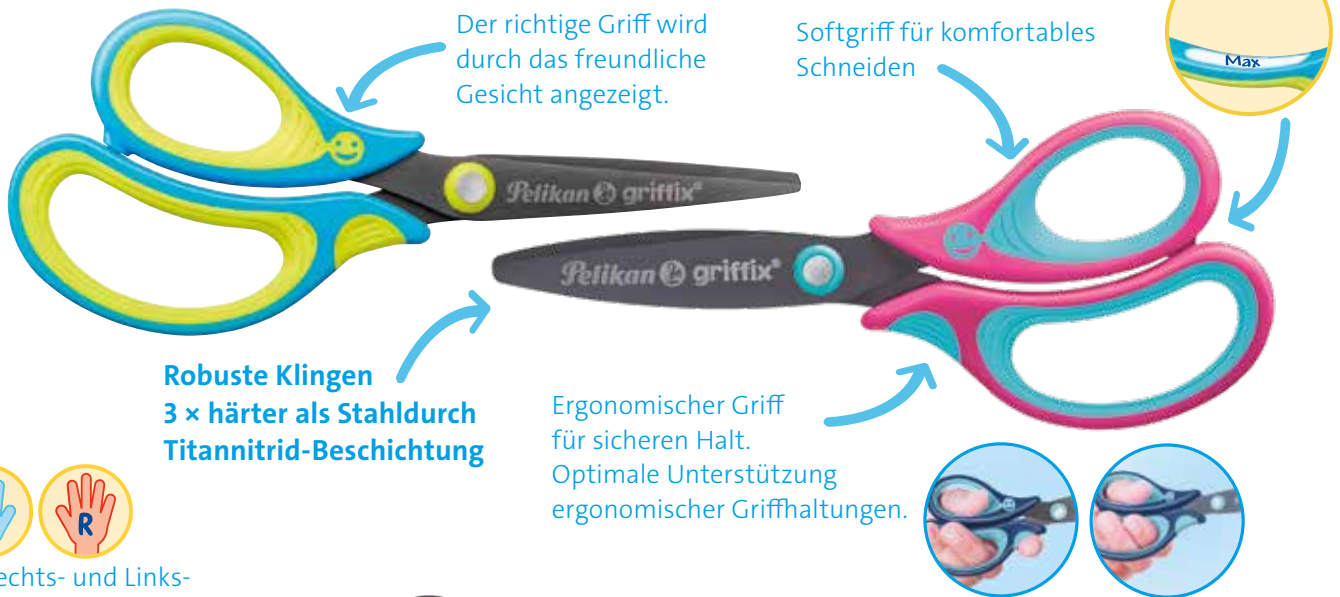 Der richtige Griff wird
durch das freundliche
Gesicht angezeigt.
Softgriff für komfortables
Schneiden
Max
Pelikan griffix®
Pelikan griffix®
Robuste Klingen
3 × härter als Stahldurch
Titannitrid-Beschichtung
Ergonomischer Griff
für sicheren Halt.
Optimale Unterstützung
ergonomischer Griffhaltungen.
R
echts- und Links-